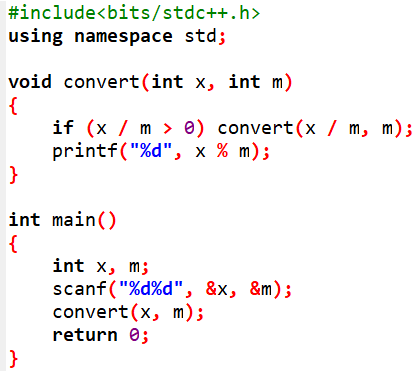 #include<bits/stdc++.h>
using namespace std;

void convert(int x, int m)
{
    if (x / m > 0) convert(x / m, m);
    printf("%d", x % m);
}

int main()
{
    int x, m;
    scanf("%d%d", &x, &m);
    convert(x, m);
    return 0;
}